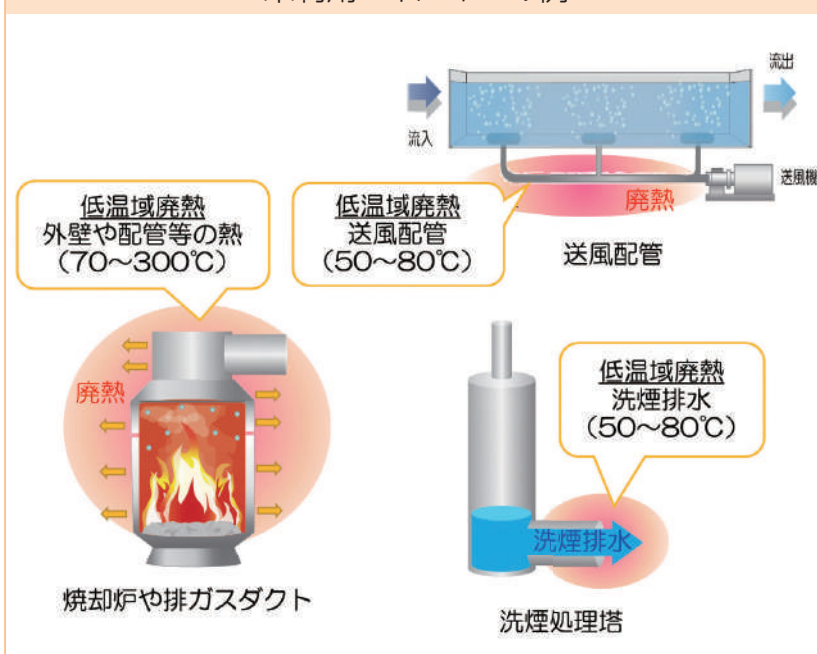 流出
流入
送風機
廃熱
送風配管
低温域廃熱
外壁や配管等の熱
(70～300℃)
低温域廃熱
送風配管
(50～80℃)
廃熱
焼却炉や排ガスダクト
低温域廃熱
洗煙排水
(50～80℃)
洗煙排水
洗煙処理塔